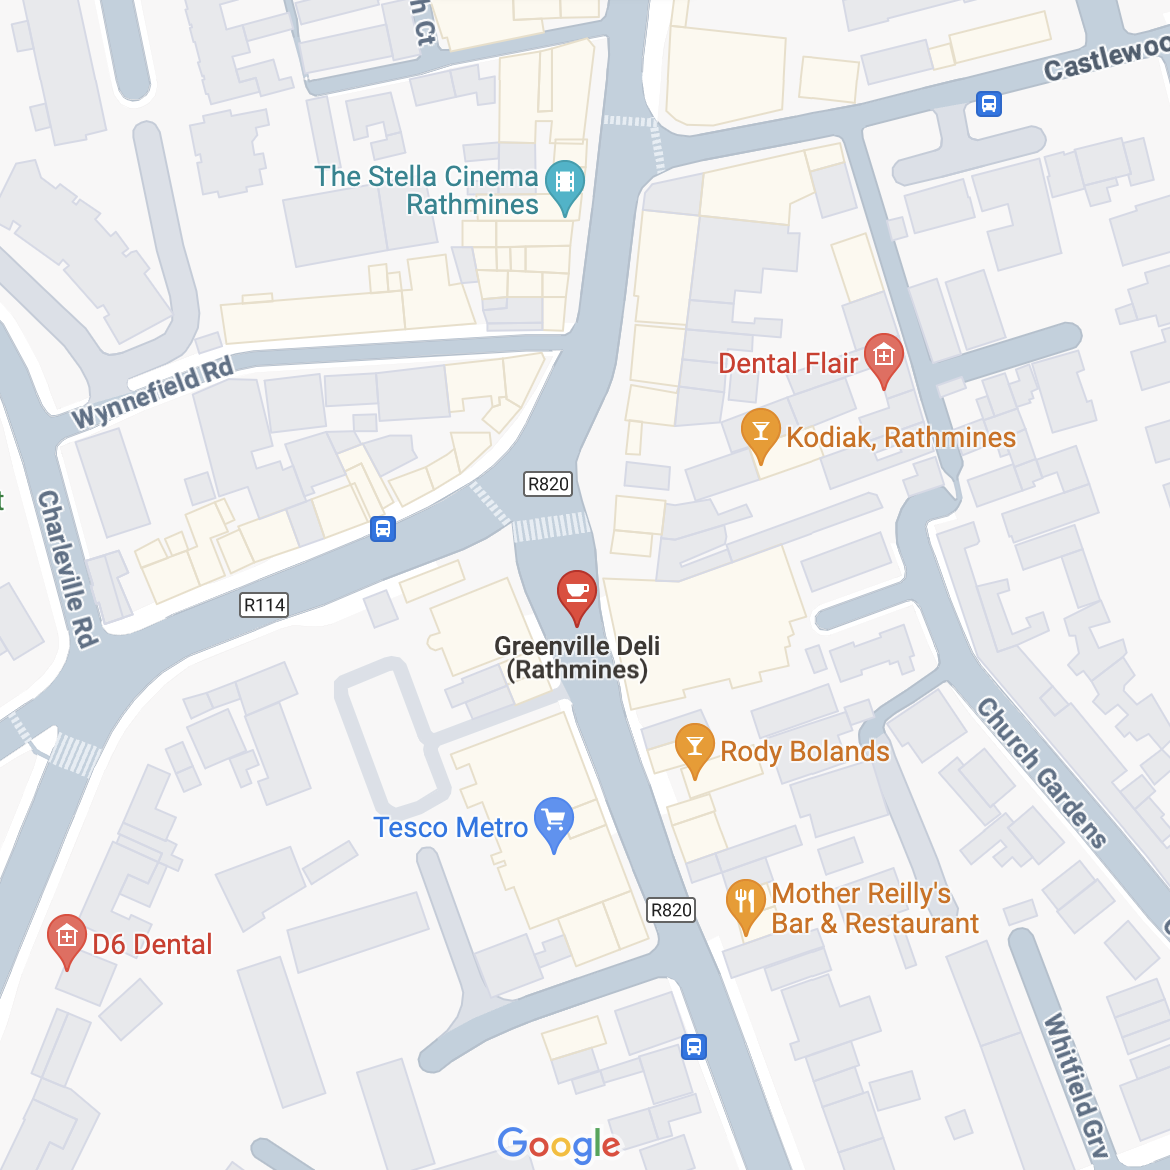 h Ct
Castlewoo
The Stella Cinema
Rathmines
Wynnefield Rd
Dental Flair
Kodiak, Rathmines
R820
t
Charleville Rd
R114
Greenville Deli
(Rathmines)
Church Gardens
Rody Bolands
Tesco Metro
Mother Reilly's
Bar & Restaurant
R820
D6 Dental
Whitfield Grv
Google